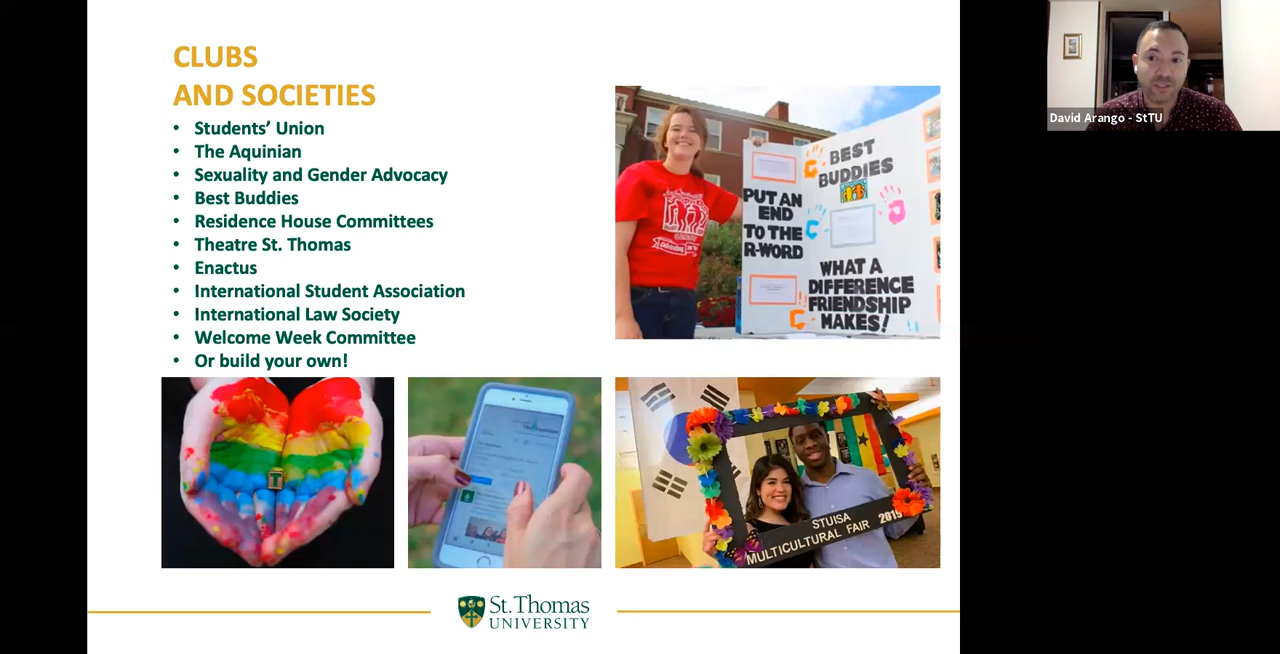 CLUBS
AND SOCIETIES
• Students’ Union
• The Aquinian
• Sexuality and Gender Advocacy
• Best Buddies
• Residence House Committees
• Theatre St. Thomas
• Enactus
• International Student Association
• International Law Society
• Welcome Week Committee
• Or build your own!
David Arango - StTU
BEST
BUDDIES
PUT AN
END
TO THE
R-WORD
WHAT A
DIFFERENCE
FRIENDSHIP
MAKES!
STUISA
MULTICULTURAL FAIR 2019
St. Thomas
UNIVERSITY